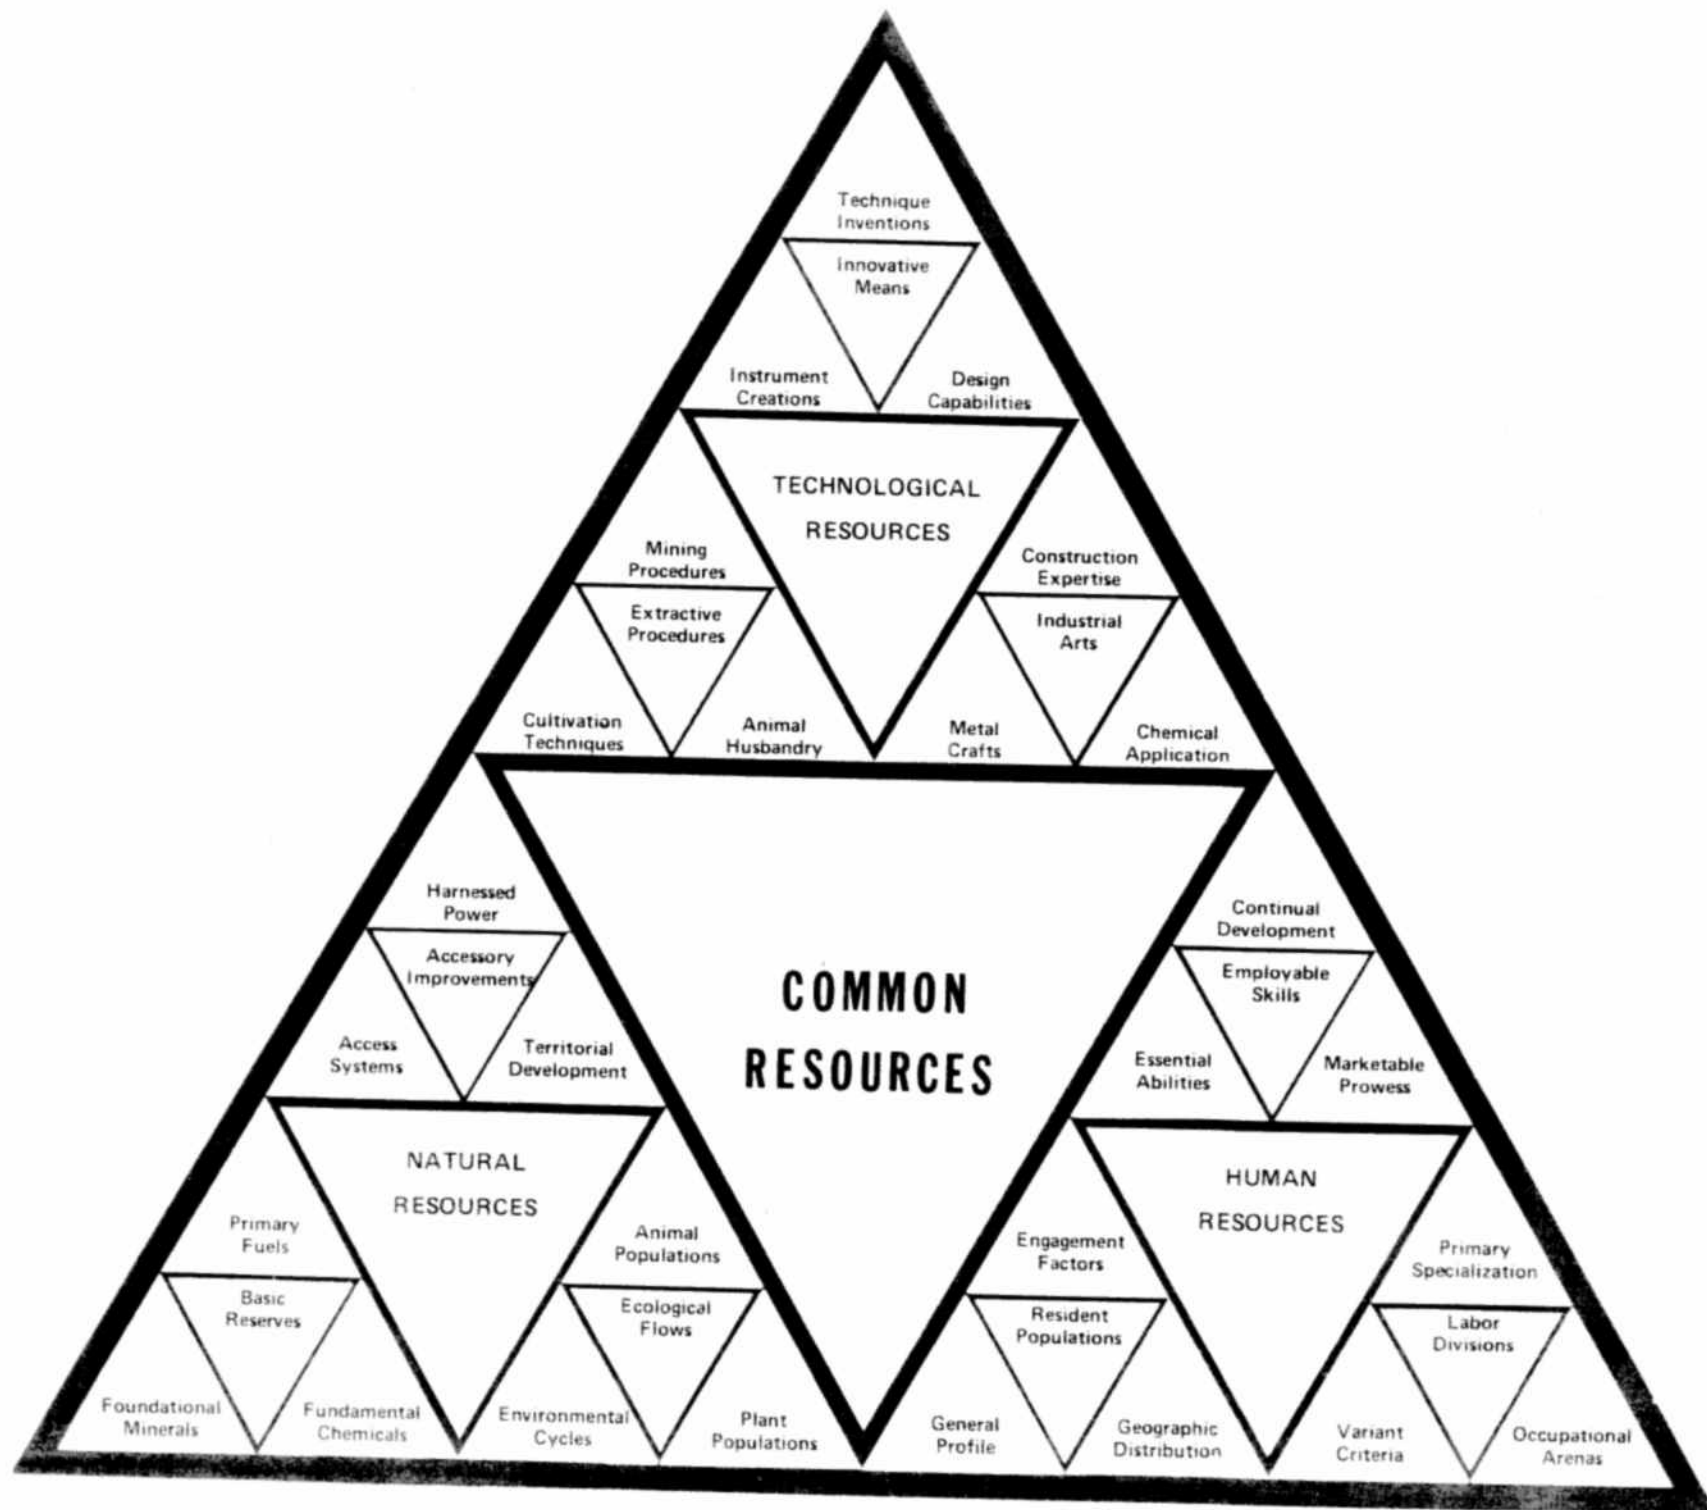 Technique
Inventions
Innovative
Means
Instrument
Creations
Design
Capabilities
TECHNOLOGICAL
RESOURCES
Mining
Procedures
Extractive
Procedures
Cultivation
Techniques
Animal
Husbandry
Construction
Expertise
Industrial
Arts
Metal
Crafts
Chemical
Application
COMMON
RESOURCES
Harnessed
Power
Accessory
Improvements
Access
Systems
Territorial
Development
NATURAL
RESOURCES
Primary
Fuels
Basic
Reserves
Foundational
Minerals
Fundamental
Chemicals
Animal
Populations
Ecological
Flows
Environmental
Cycles
Plant
Populations
Continual
Development
Employable
Skills
Essential
Abilities
Marketable
Prowess
HUMAN
RESOURCES
Engagement
Factors
Resident
Populations
General
Profile
Geographic
Distribution
Primary
Specialization
Labor
Divisions
Variant
Criteria
Occupational
Arenas